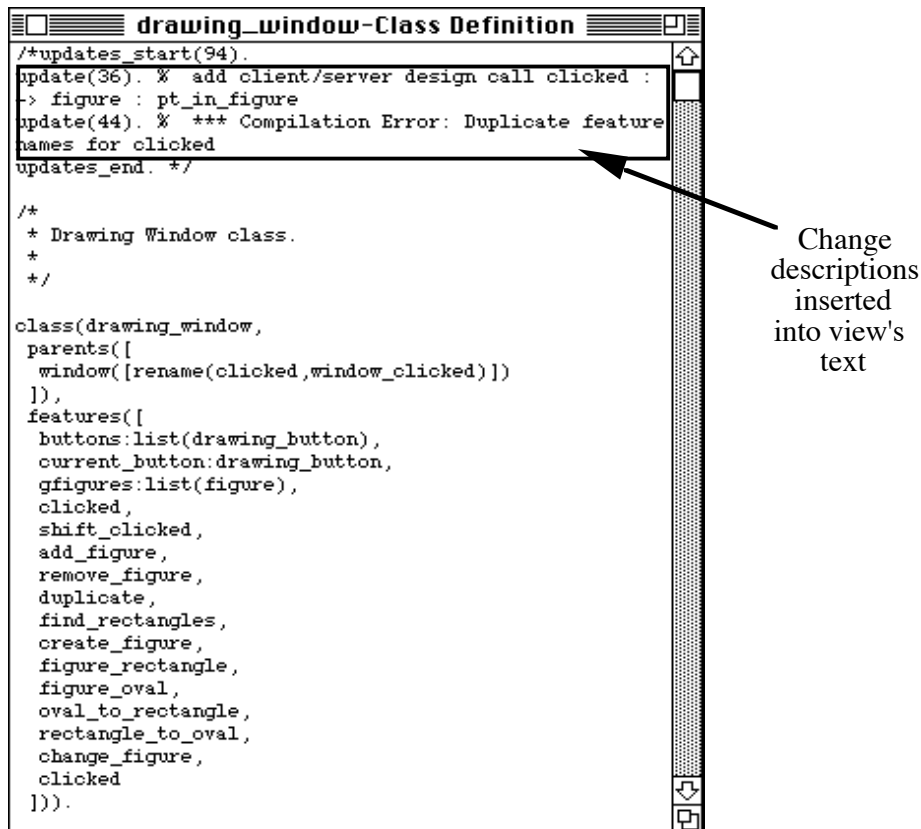 drawing_window-Class Definition
/*updates_start(94).
update(36). %  add client/server design call clicked :
-> figure : pt_in_figure
update(44). %  *** Compilation Error: Duplicate feature
names for clicked
updates_end. */
/*
 * Drawing Window class.
 *
 */
class(drawing_window,
 parents([
  window([rename(clicked,window_clicked)])
 ]),
 features([
  buttons:list(drawing_button),
  current_button:drawing_button,
  gfigures:list(figure),
  clicked,
  shift_clicked,
  add_figure,
  remove_figure,
  duplicate,
  find_rectangles,
  create_figure,
  figure_rectangle,
  figure_oval,
  oval_to_rectangle,
  rectangle_to_oval,
  change_figure,
  clicked
 ])).
Change
descriptions
inserted
into view's
text